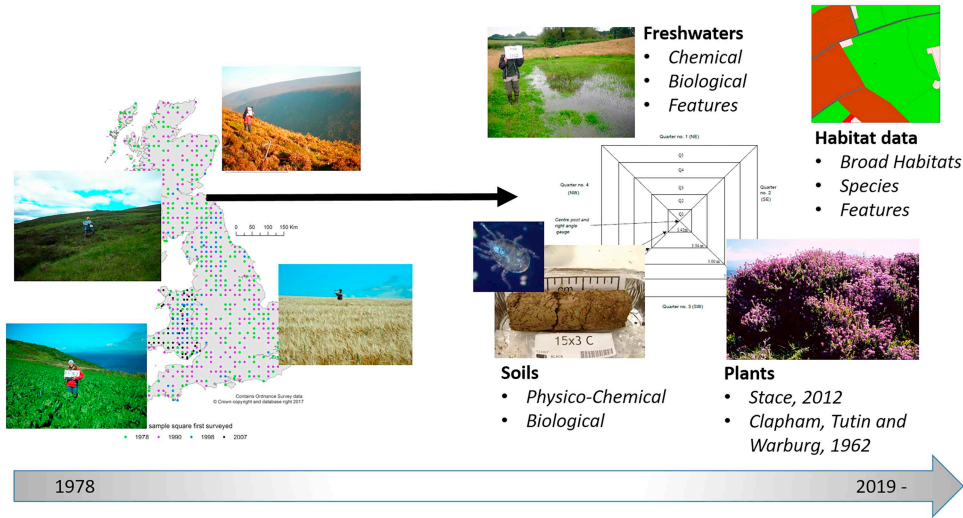 Freshwaters
• Chemical
• Biological
• Features
Habitat data
• Broad Habitats
• Species
• Features
Quarter no. 1 (NE)
Quarter no. 4
(NW)
Quarter
no. 2
(SE)
Q5
Q4
Q3
Q2
Centre post and
right angle
gauge
Quarter no. 3 (SW)
0 25 50 100 150 Km
cm
15x3 C
Contains Ordnance Survey data
© Crown copyright and database right 2017
sample square first surveyed
• 1978 • 1990 • 1998 • 2007
Soils
• Physico-Chemical
• Biological
Plants
• Stace, 2012
• Clapham, Tutin and
Warburg, 1962
1978
2019 -